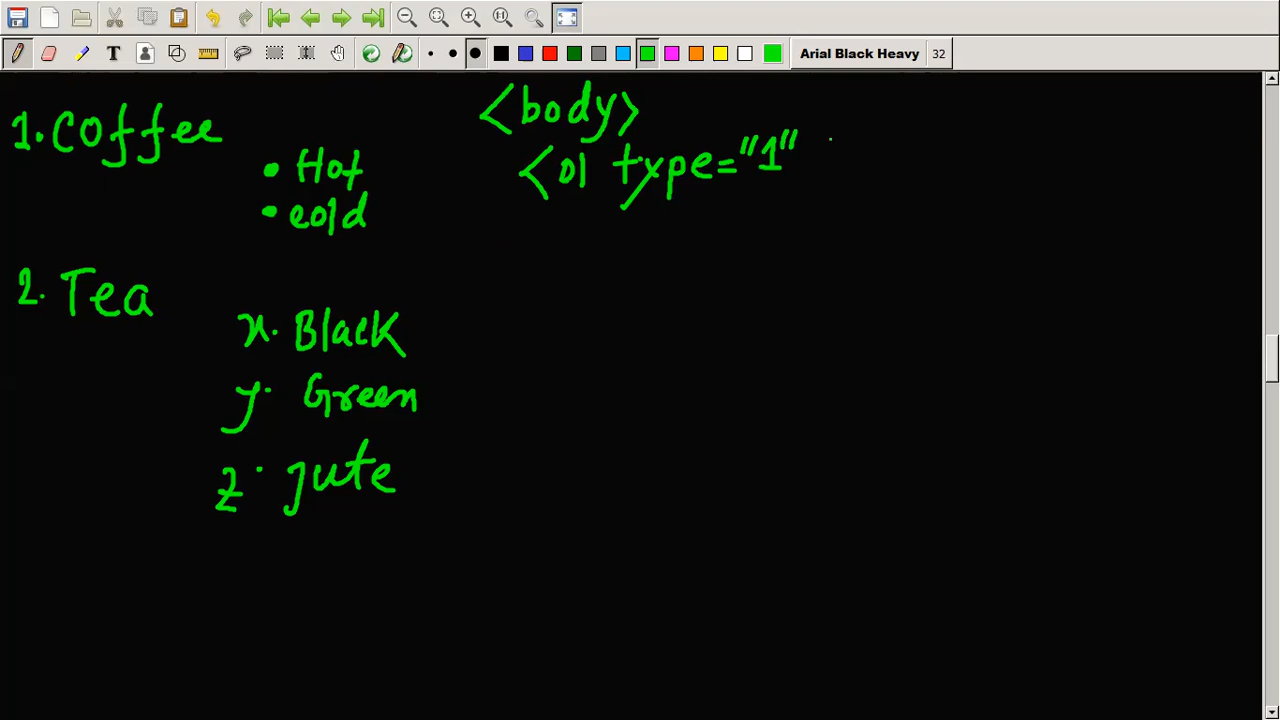 Arial Black Heavy 32
1. Coffee
• Hot
• cold
2. Tea
x. Black
y. Green
z. jute
<body>
<ol type="1"